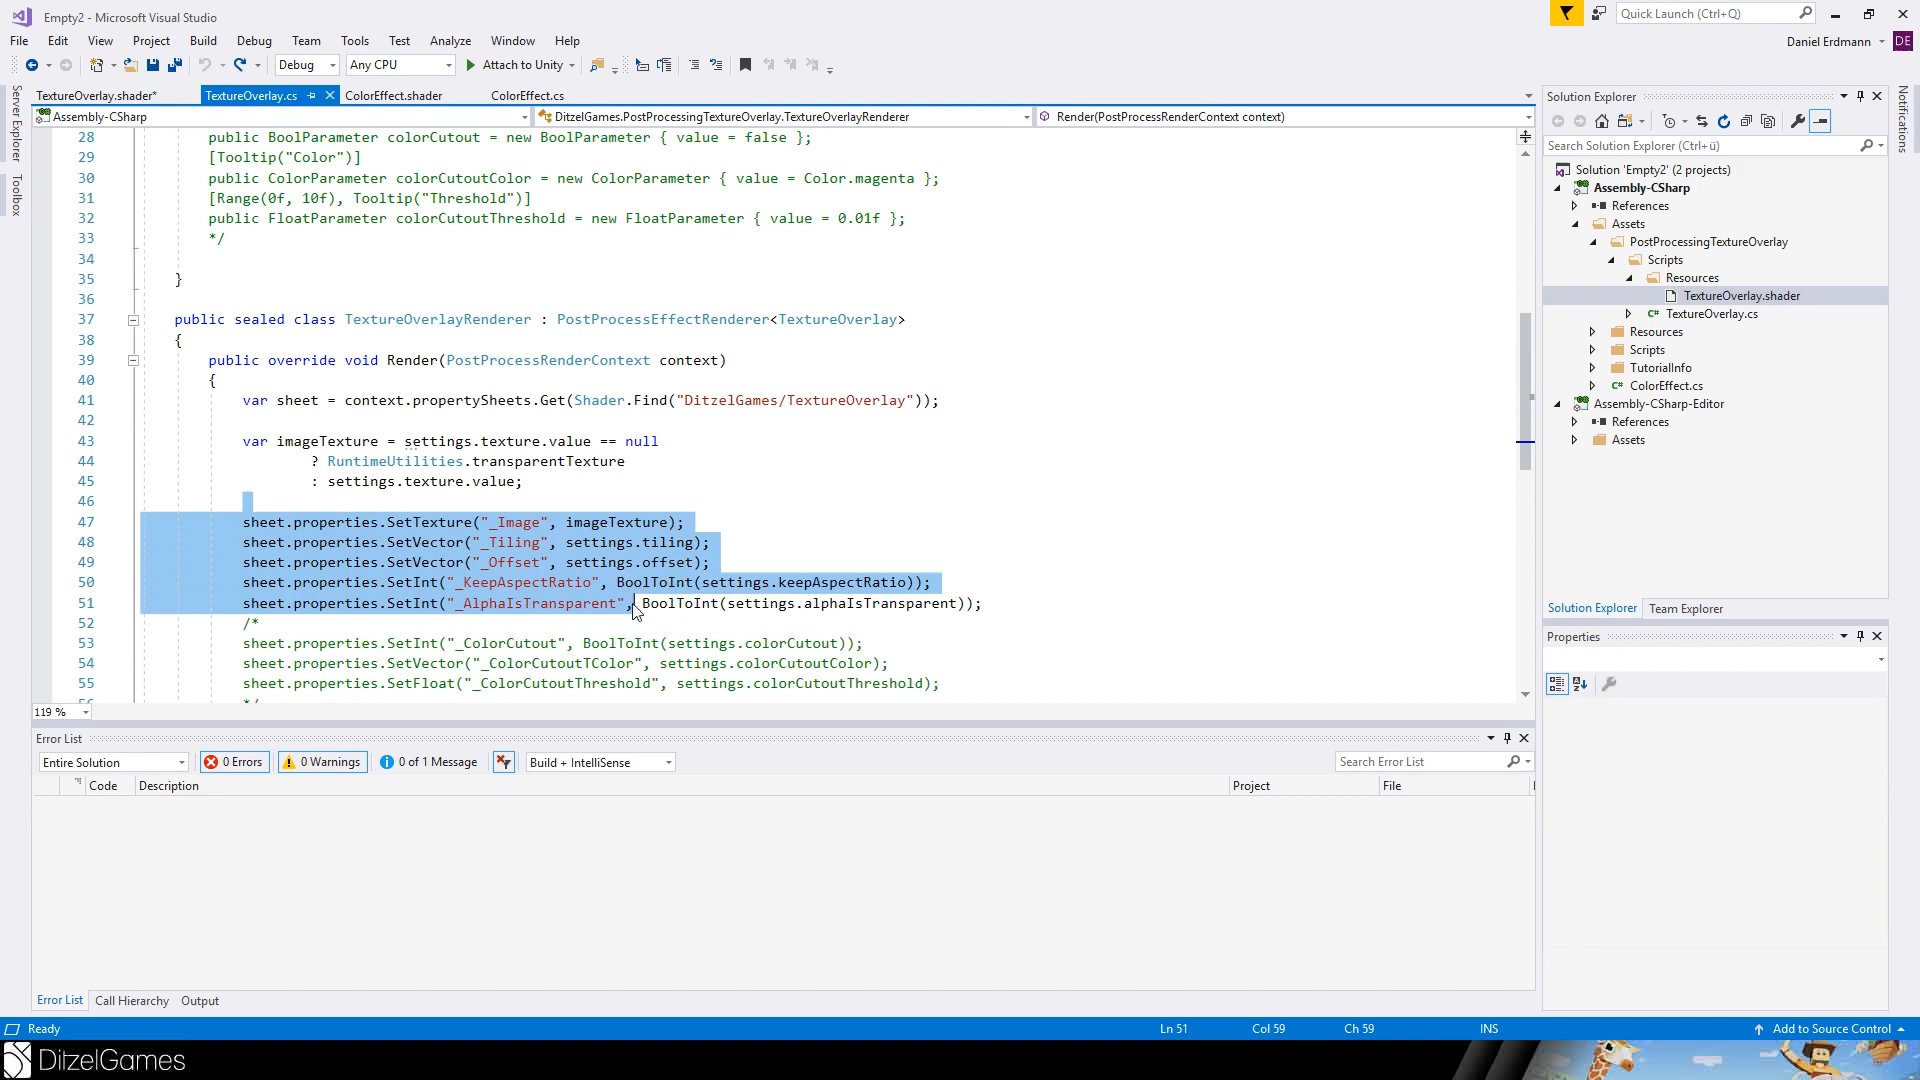 Empty2 - Microsoft Visual Studio
Quick Launch (Ctrl+Q)
File Edit View Project Build Debug Team Tools Test Analyze Window Help
Daniel Erdmann DE
Debug Any CPU Attach to Unity
Server Explorer
Toolbox
Notifications
TextureOverlay.shader* TextureOverlay.cs ColorEffect.shader ColorEffect.cs
Assembly-CSharp DitzelGames.PostProcessingTextureOverlay.TextureOverlayRenderer Render(PostProcessRenderContext context)
28 public BoolParameter colorCutout = new BoolParameter { value = false };
29 [Tooltip("Color")]
30 public ColorParameter colorCutoutColor = new ColorParameter { value = Color.magenta };
31 [Range(0f, 10f), Tooltip("Threshold")]
32 public FloatParameter colorCutoutThreshold = new FloatParameter { value = 0.01f };
33 */
34
35 }
36
37 public sealed class TextureOverlayRenderer : PostProcessEffectRenderer<TextureOverlay>
38 {
39 public override void Render(PostProcessRenderContext context)
40 {
41 var sheet = context.propertySheets.Get(Shader.Find("DitzelGames/TextureOverlay"));
42
43 var imageTexture = settings.texture.value == null
44 ? RuntimeUtilities.transparentTexture
45 : settings.texture.value;
46
47 sheet.properties.SetTexture("_Image", imageTexture);
48 sheet.properties.SetVector("_Tiling", settings.tiling);
49 sheet.properties.SetVector("_Offset", settings.offset);
50 sheet.properties.SetInt("_KeepAspectRatio", BoolToInt(settings.keepAspectRatio));
51 sheet.properties.SetInt("_AlphaIsTransparent", BoolToInt(settings.alphaIsTransparent));
52 /*
53 sheet.properties.SetInt("_ColorCutout", BoolToInt(settings.colorCutout));
54 sheet.properties.SetVector("_ColorCutoutTColor", settings.colorCutoutColor);
55 sheet.properties.SetFloat("_ColorCutoutThreshold", settings.colorCutoutThreshold);
119 %
Solution Explorer
Search Solution Explorer (Ctrl+ü)
Solution 'Empty2' (2 projects)
Assembly-CSharp
References
Assets
PostProcessingTextureOverlay
Scripts
Resources
TextureOverlay.shader
TextureOverlay.cs
Resources
Scripts
TutorialInfo
ColorEffect.cs
Assembly-CSharp-Editor
References
Assets
Solution Explorer Team Explorer
Properties
Error List
Entire Solution 0 Errors 0 Warnings 0 of 1 Message Build + IntelliSense Search Error List
Code Description Project File
Error List Call Hierarchy Output
Ready Ln 51 Col 59 Ch 59 INS Add to Source Control
DitzelGames